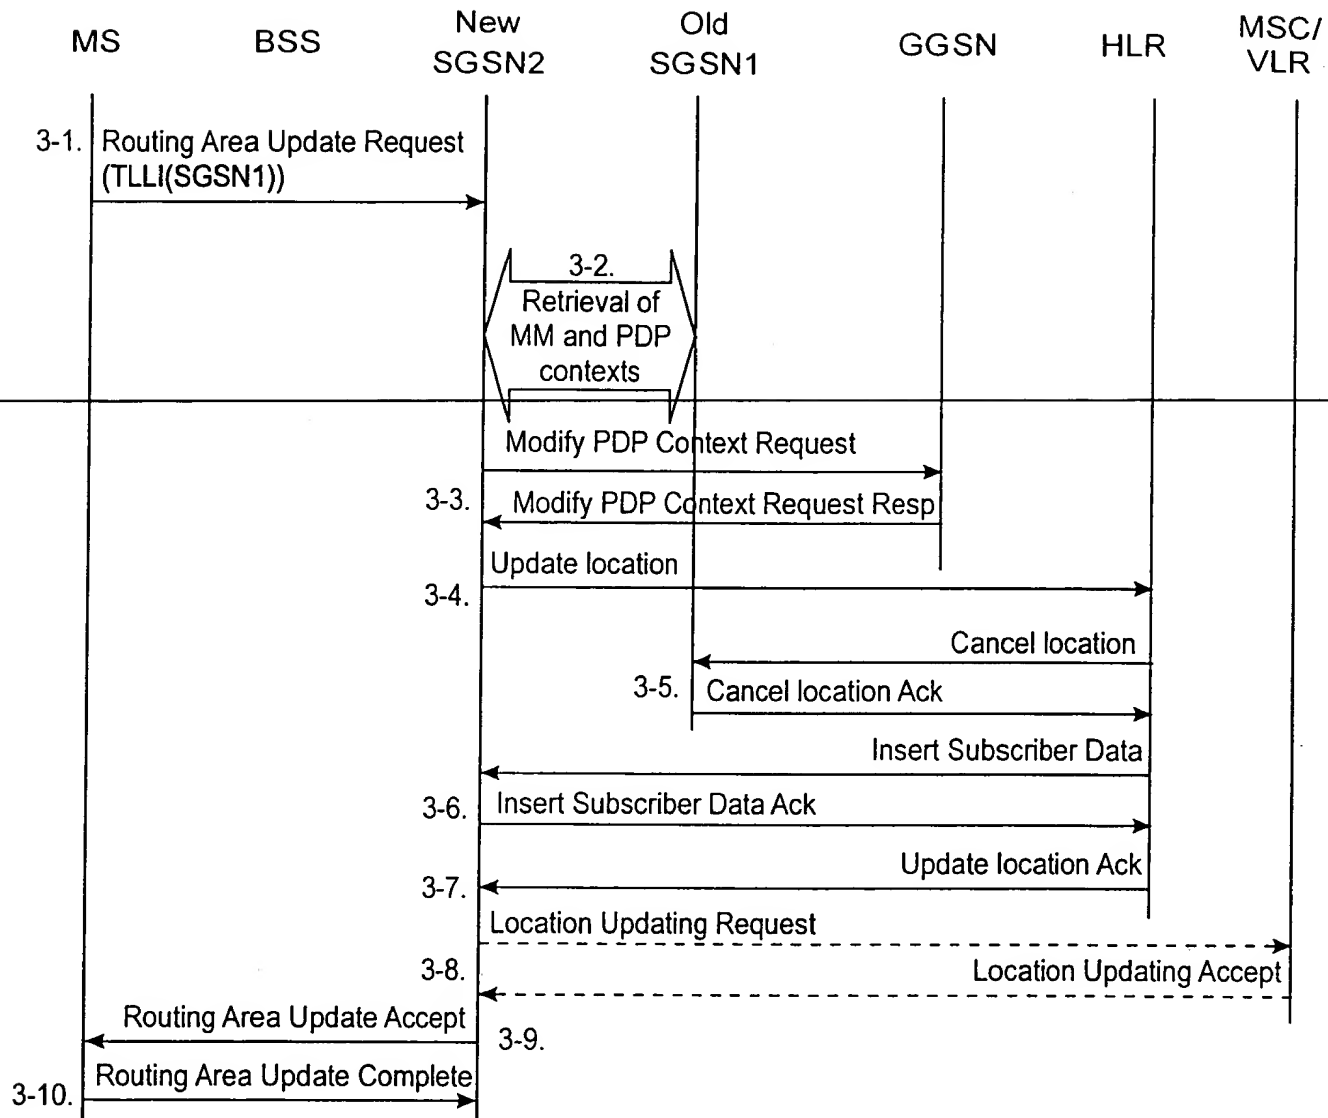 MS
BSS
New
SGSN2
Old
SGSN1
GGSN
HLR
MSC/
VLR
3-1. Routing Area Update Request
(TLLI(SGSN1))
3-2.
Retrieval of
MM and PDP
contexts
Modify PDP Context Request
3-3. Modify PDP Context Request Resp
Update location
3-4.
Cancel location
3-5. Cancel location Ack
Insert Subscriber Data
3-6. Insert Subscriber Data Ack
Update location Ack
3-7.
Location Updating Request
3-8. Location Updating Accept
Routing Area Update Accept
3-9.
3-10. Routing Area Update Complete